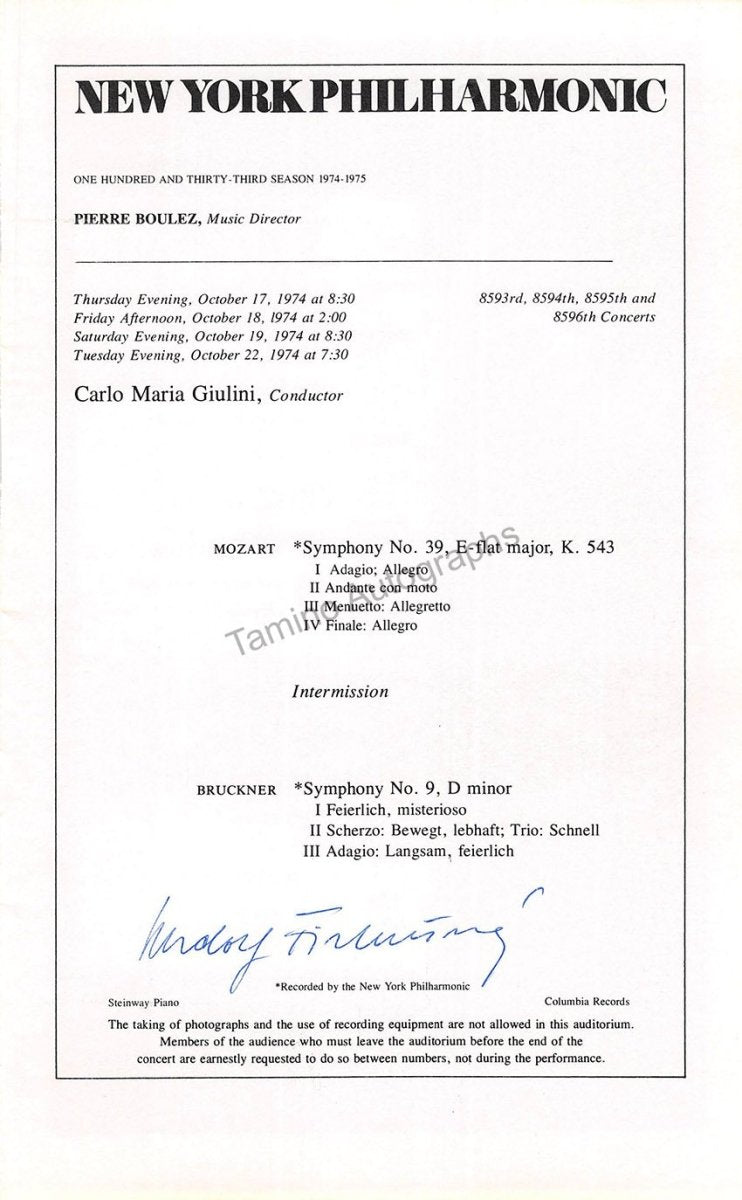 NEW YORK PHILHARMONIC
ONE HUNDRED AND THIRTY-THIRD SEASON 1974-1975
PIERRE BOULEZ, Music Director
Thursday Evening, October 17, 1974 at 8:30
Friday Afternoon, October 18, 1974 at 2:00
Saturday Evening, October 19, 1974 at 8:30
Tuesday Evening, October 22, 1974 at 7:30
8593rd, 8594th, 8595th and
8596th Concerts
Carlo Maria Giulini, Conductor
MOZART *Symphony No. 39, E-flat major, K. 543
I Adagio; Allegro
II Andante con moto
III Menuetto: Allegretto
IV Finale: Allegro
Tamino Autographs
Intermission
BRUCKNER *Symphony No. 9, D minor
I Feierlich, misterioso
II Scherzo: Bewegt, lebhaft; Trio: Schnell
III Adagio: Langsam, feierlich
Rudolf Firkušný
*Recorded by the New York Philharmonic
Steinway Piano Columbia Records
The taking of photographs and the use of recording equipment are not allowed in this auditorium.
Members of the audience who must leave the auditorium before the end of the
concert are earnestly requested to do so between numbers, not during the performance.